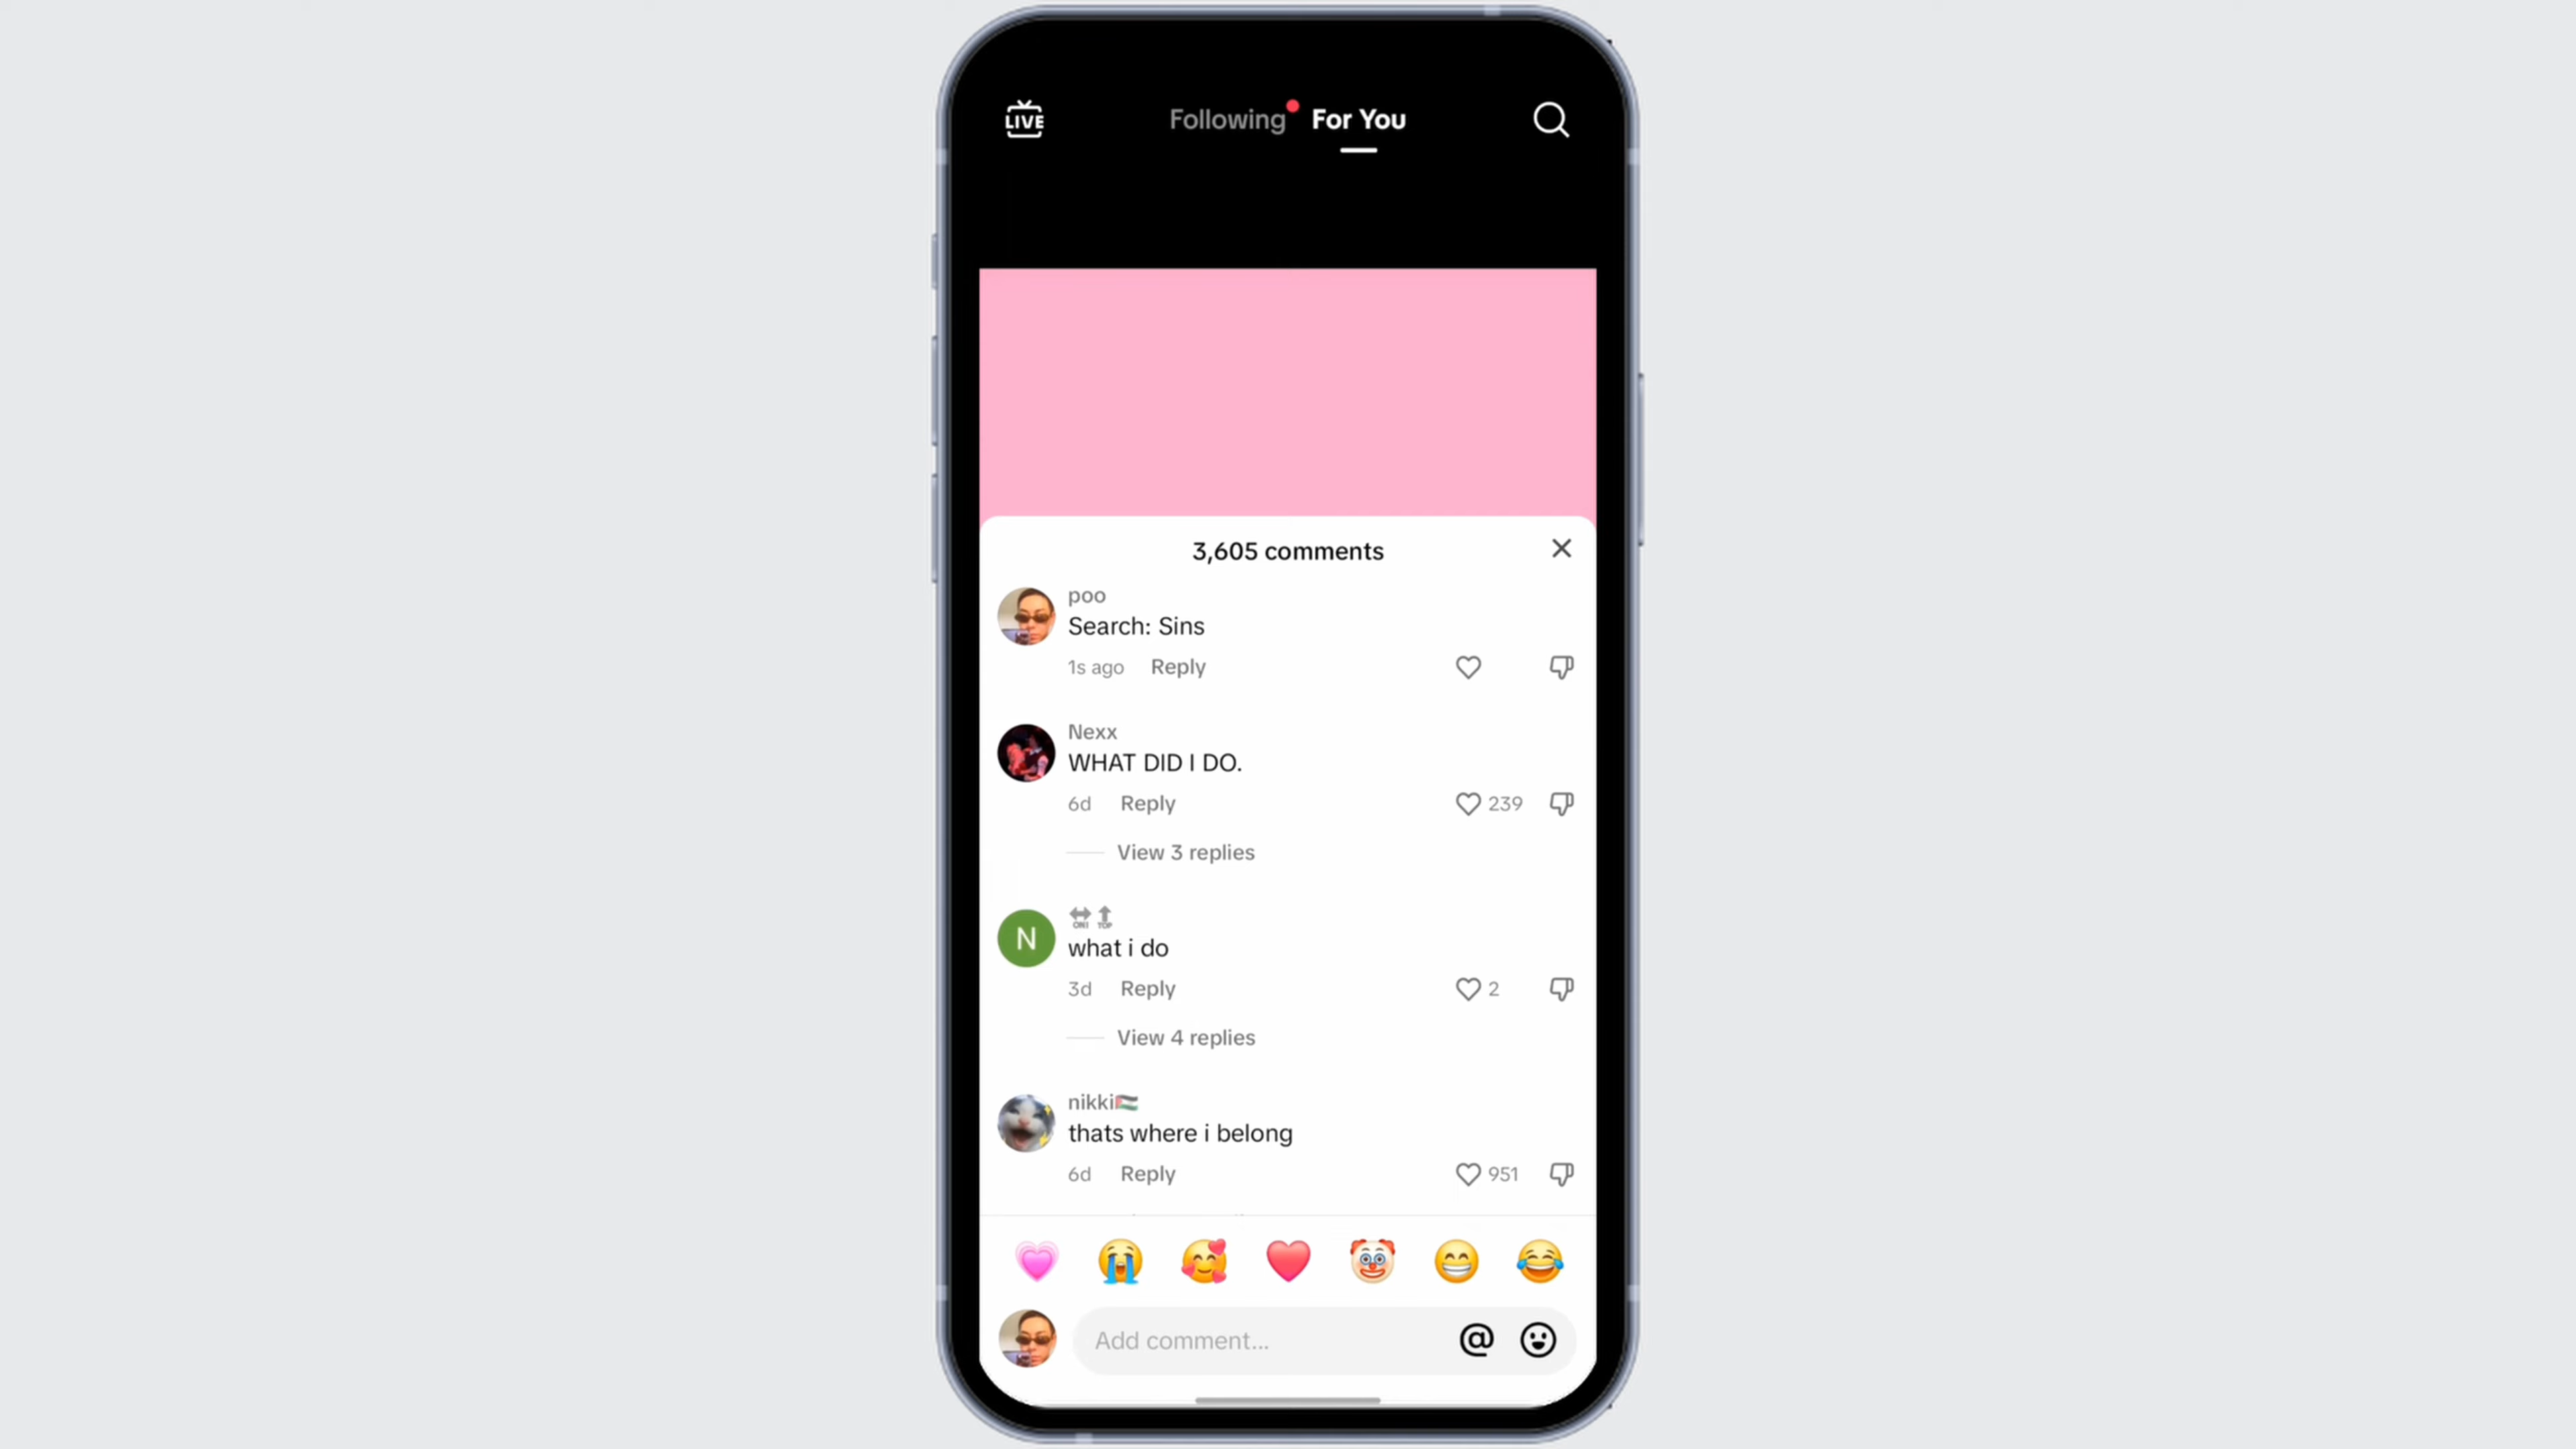 LIVE
Following For You
3,605 comments
poo
Search: Sins
1s ago Reply
Nexx
WHAT DID I DO.
6d Reply 239
View 3 replies
ON! TOP
N
what i do
3d Reply 2
View 4 replies
nikki🇵🇸
thats where i belong
6d Reply 951
Add comment...
@